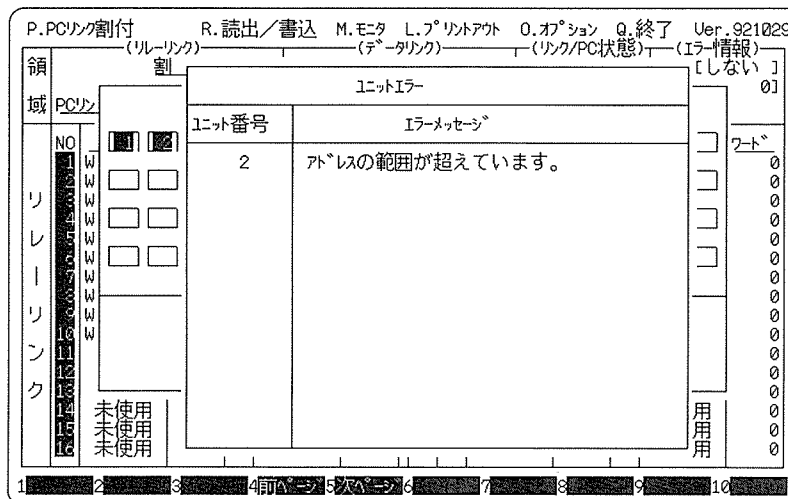 P.PCﾘﾝｸ割付 R.読出／書込 M.ﾓﾆﾀ L.ﾌﾟﾘﾝﾄｱｳﾄ O.ｵﾌﾟｼｮﾝ Q.終了 Ver.921029
(ﾘﾚｰﾘﾝｸ) (ﾃﾞｰﾀﾘﾝｸ) (ﾘﾝｸ/PC状態) (ｴﾗｰ情報)
領 割 [しない ]
ﾕﾆｯﾄｴﾗｰ 0]
域 PCﾘﾝ
ﾕﾆｯﾄ番号 ｴﾗｰﾒｯｾｰｼﾞ
NO 1 2 ﾜｰﾄﾞ
1 W 2 ｱﾄﾞﾚｽの範囲が超えています。 0
2 W 0
リ 3 W 0
4 W 0
レ 5 W 0
6 W 0
ー 7 W 0
8 W 0
リ 9 W 0
10 W 0
ン 11 0
12 0
ク 13 0
14 未使用 用 0
15 未使用 用 0
16 未使用 用 0
1 2 3 4前ﾍﾟｰｼﾞ 5次ﾍﾟｰｼﾞ 6 7 8 9 10